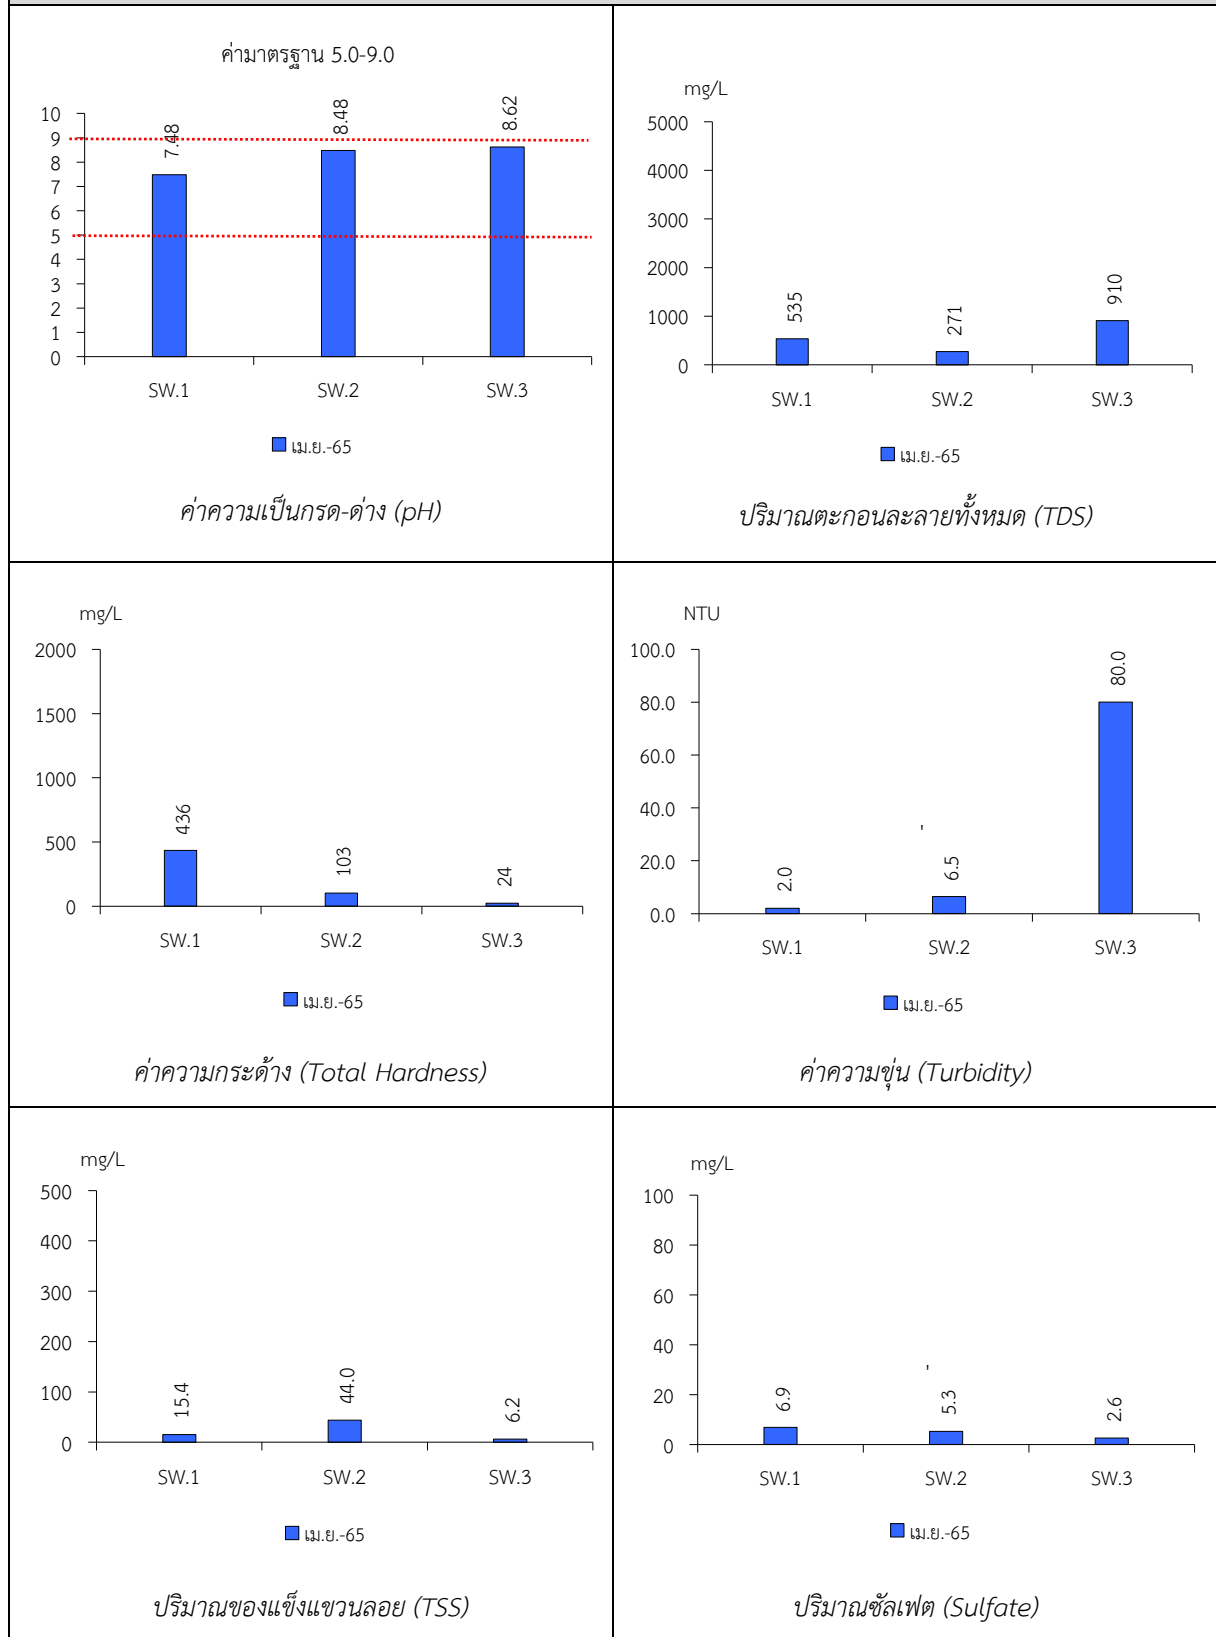 ค่ามาตรฐาน 5.0-9.0
10
9
8
7
6
5
4
3
2
1
0
7.48
8.48
8.62
SW.1 SW.2 SW.3
เม.ย.-65
ค่าความเป็นกรด-ด่าง (pH)
mg/L
5000
4000
3000
2000
1000
0
535
271
910
SW.1 SW.2 SW.3
เม.ย.-65
ปริมาณตะกอนละลายทั้งหมด (TDS)
mg/L
2000
1500
1000
500
0
436
103
24
SW.1 SW.2 SW.3
เม.ย.-65
ค่าความกระด้าง (Total Hardness)
NTU
100.0
80.0
60.0
40.0
20.0
0.0
2.0
'
6.5
80.0
SW.1 SW.2 SW.3
เม.ย.-65
ค่าความขุ่น (Turbidity)
mg/L
500
400
300
200
100
0
15.4
44.0
6.2
SW.1 SW.2 SW.3
เม.ย.-65
ปริมาณของแข็งแขวนลอย (TSS)
mg/L
100
80
60
40
20
0
6.9
'
5.3
2.6
SW.1 SW.2 SW.3
เม.ย.-65
ปริมาณซัลเฟต (Sulfate)